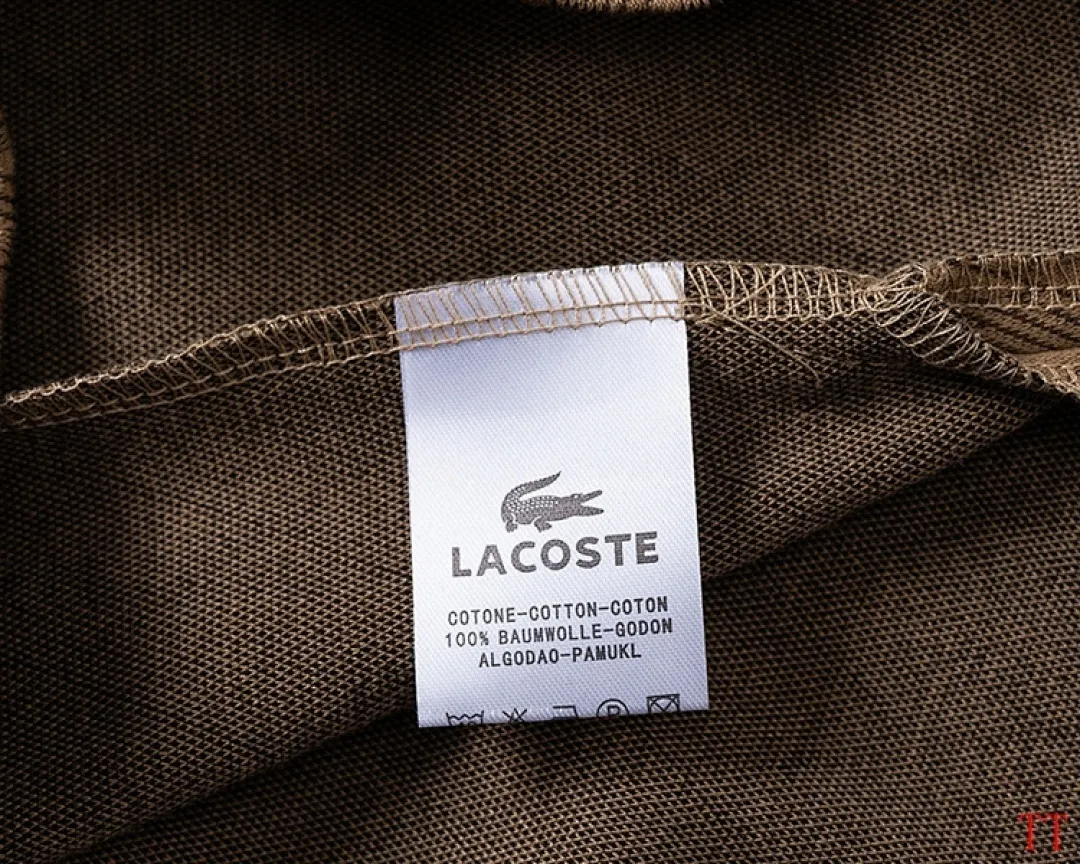 LACOSTE
COTONE-COTTON-COTON
100% BAUMWOLLE-GODON
ALGODAO-PAMUKL
P
TT